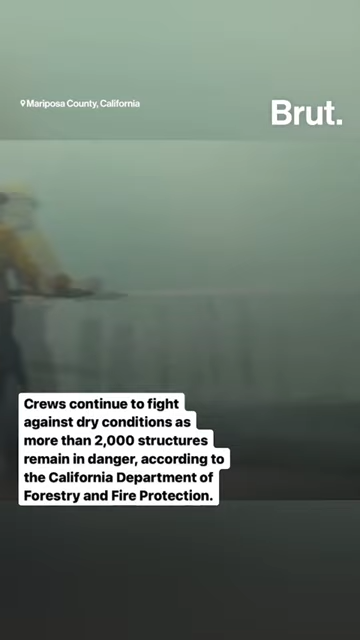 Mariposa County, California
Brut.
Crews continue to fight
against dry conditions as
more than 2,000 structures
remain in danger, according to
the California Department of
Forestry and Fire Protection.